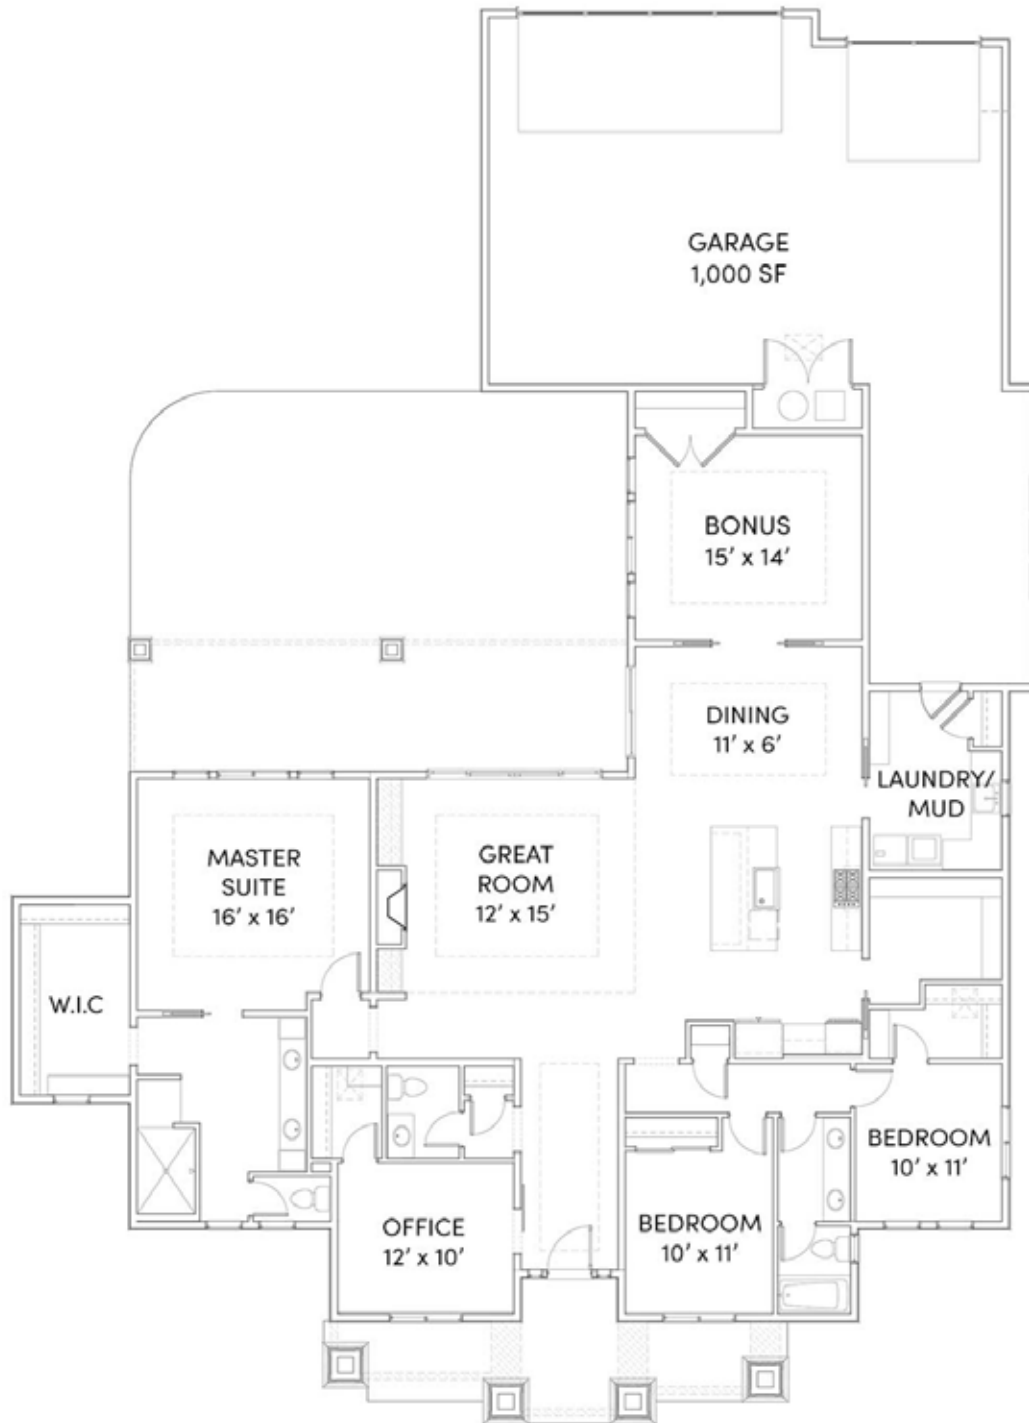 GARAGE
1,000 SF
BONUS
15′ x 14′
DINING
11′ x 6′
LAUNDRY/
MUD
GREAT
ROOM
12′ x 15′
MASTER
SUITE
16′ x 16′
W.I.C
BEDROOM
10′ x 11′
OFFICE
12′ x 10′
BEDROOM
10′ x 11′